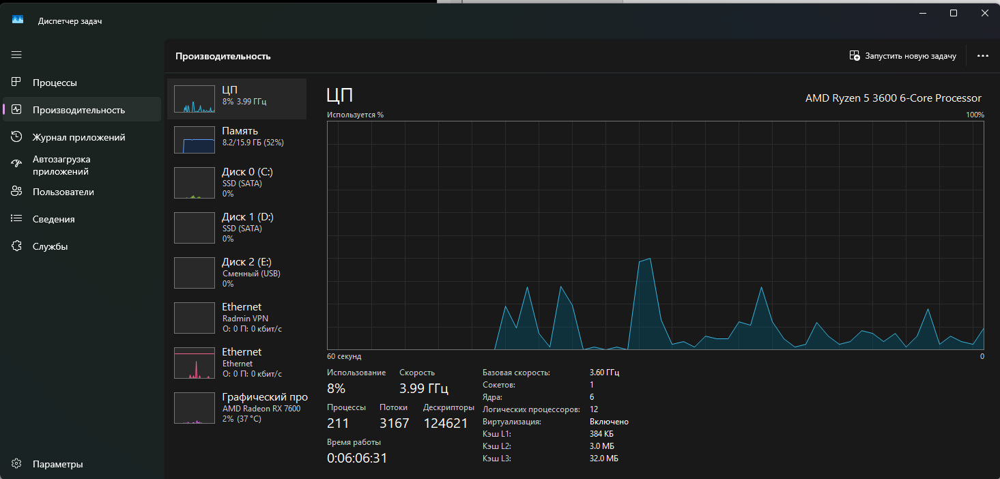 Диспетчер задач
Производительность
Запустить новую задачу
Процессы
Производительность
Журнал приложений
Автозагрузка
приложений
Пользователи
Сведения
Службы
Параметры
ЦП
8% 3.99 ГГц
Память
8.2/15.9 ГБ (52%)
Диск 0 (C:)
SSD (SATA)
0%
Диск 1 (D:)
SSD (SATA)
0%
Диск 2 (E:)
Сменный (USB)
0%
Ethernet
Radmin VPN
О: 0 П: 0 кбит/с
Ethernet
Ethernet
О: 0 П: 0 кбит/с
Графический про
AMD Radeon RX 7600
2% (37 °C)
ЦП
AMD Ryzen 5 3600 6-Core Processor
Используется %
100%
60 секунд
0
Использование
Скорость
8%
3.99 ГГц
Процессы
Потоки
Дескрипторы
211
3167
124621
Время работы
0:06:06:31
Базовая скорость:
3.60 ГГц
Сокетов:
1
Ядра:
6
Логических процессоров:
12
Виртуализация:
Включено
Кэш L1:
384 КБ
Кэш L2:
3.0 МБ
Кэш L3:
32.0 МБ